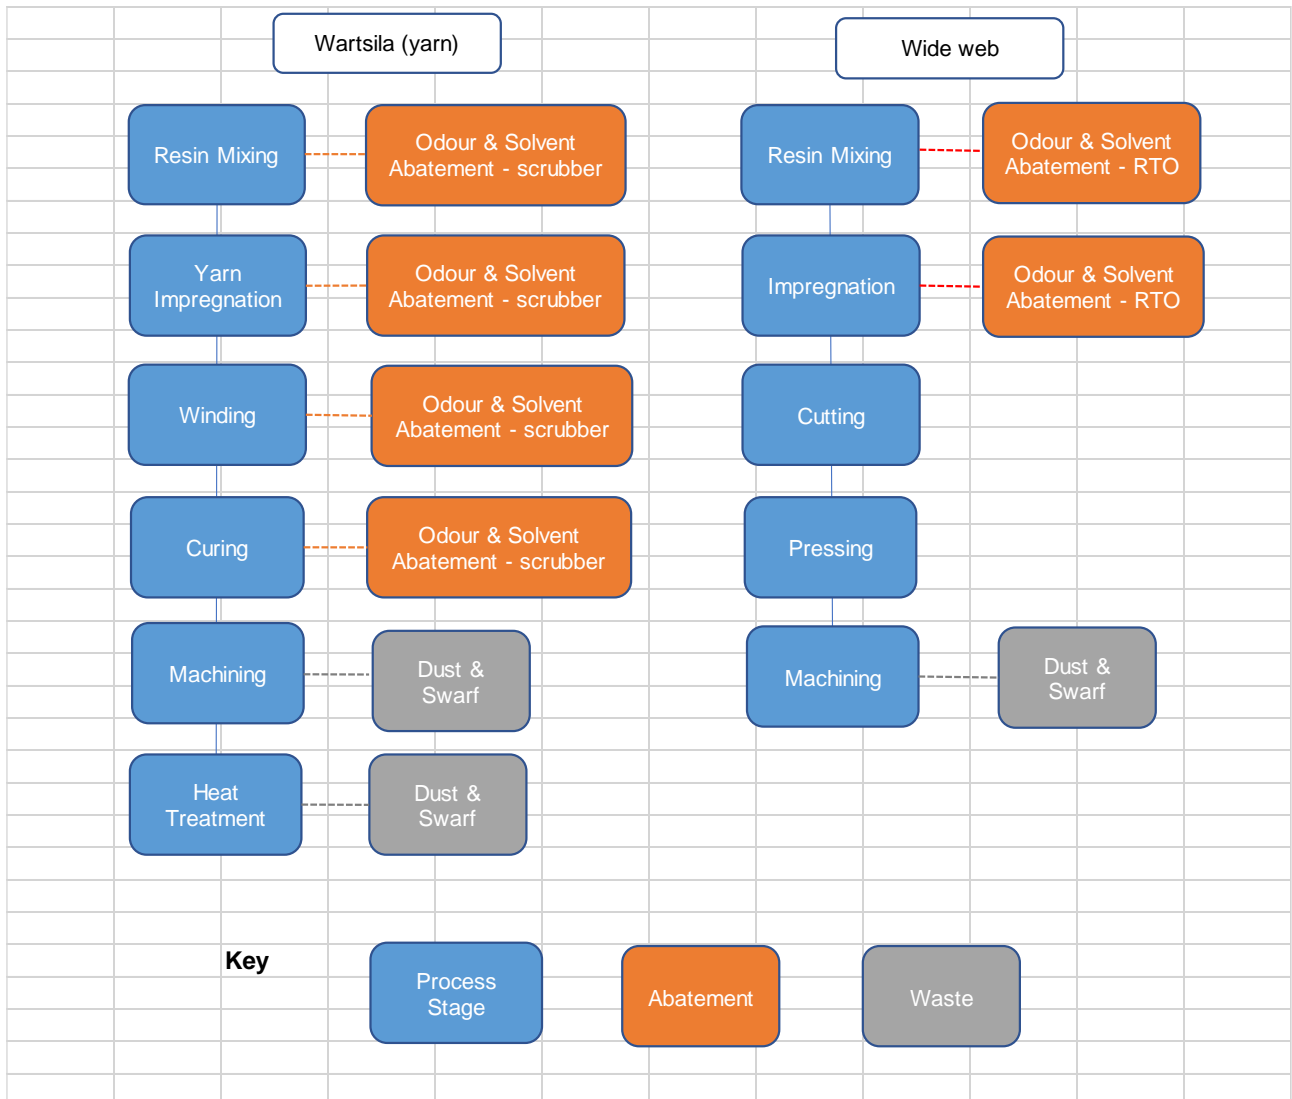 Wartsila (yarn)
Resin Mixing
Odour & Solvent
Abatement - scrubber
Yarn
Impregnation
Odour & Solvent
Abatement - scrubber
Winding
Odour & Solvent
Abatement - scrubber
Curing
Odour & Solvent
Abatement - scrubber
Machining
Dust &
Swarf
Heat
Treatment
Dust &
Swarf
Wide web
Resin Mixing
Odour & Solvent
Abatement - RTO
Impregnation
Odour & Solvent
Abatement - RTO
Cutting
Pressing
Machining
Dust &
Swarf
Key
Process
Stage
Abatement
Waste